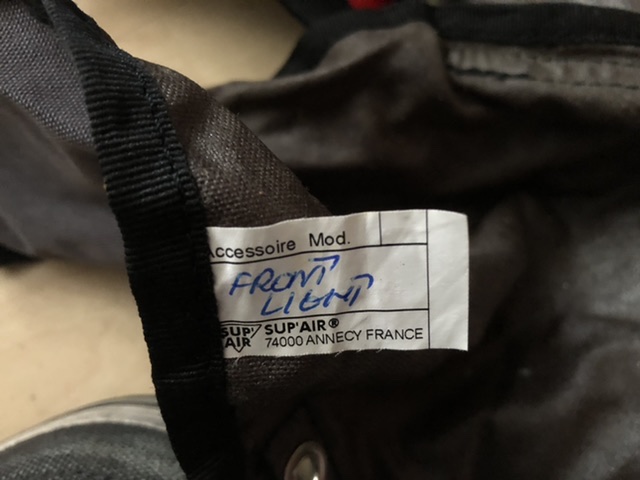 Accessoire Mod.
FRONT
LIGHT
SUP'
AIR
SUP'AIR®
74000 ANNECY FRANCE